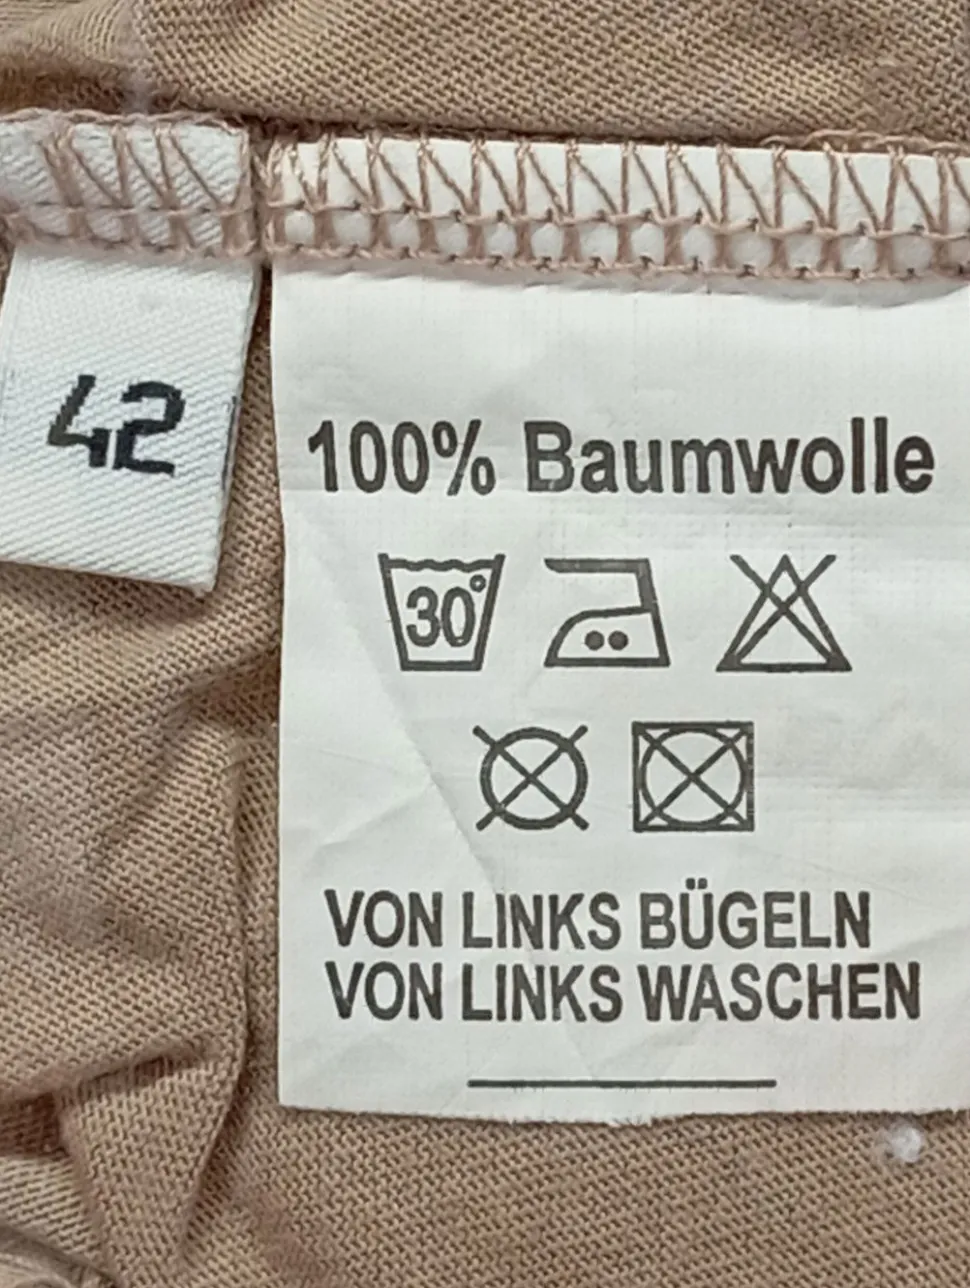 42
100% Baumwolle
30°
VON LINKS BÜGELN
VON LINKS WASCHEN